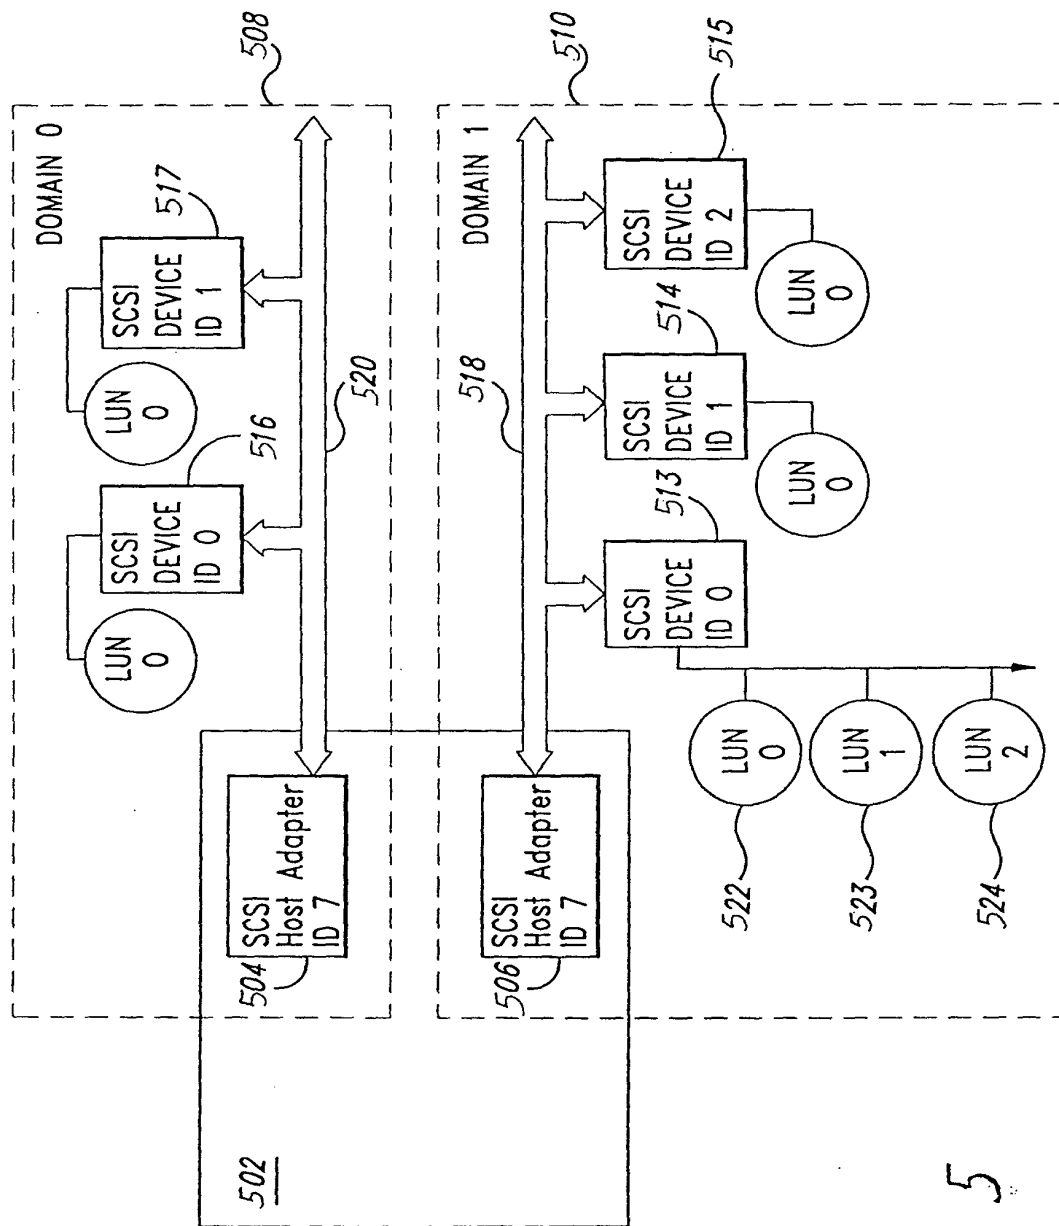 DOMAIN 0
508
SCSI
DEVICE
ID 1
517
LUN
0
SCSI
DEVICE
ID 0
516
LUN
0
520
SCSI
Host Adapter
ID 7
504
DOMAIN 1
510
518
SCSI
DEVICE
ID 2
515
LUN
0
SCSI
DEVICE
ID 1
514
LUN
0
SCSI
DEVICE
ID 0
513
LUN
0
522
LUN
1
523
LUN
2
524
SCSI
Host Adapter
ID 7
506
502
5